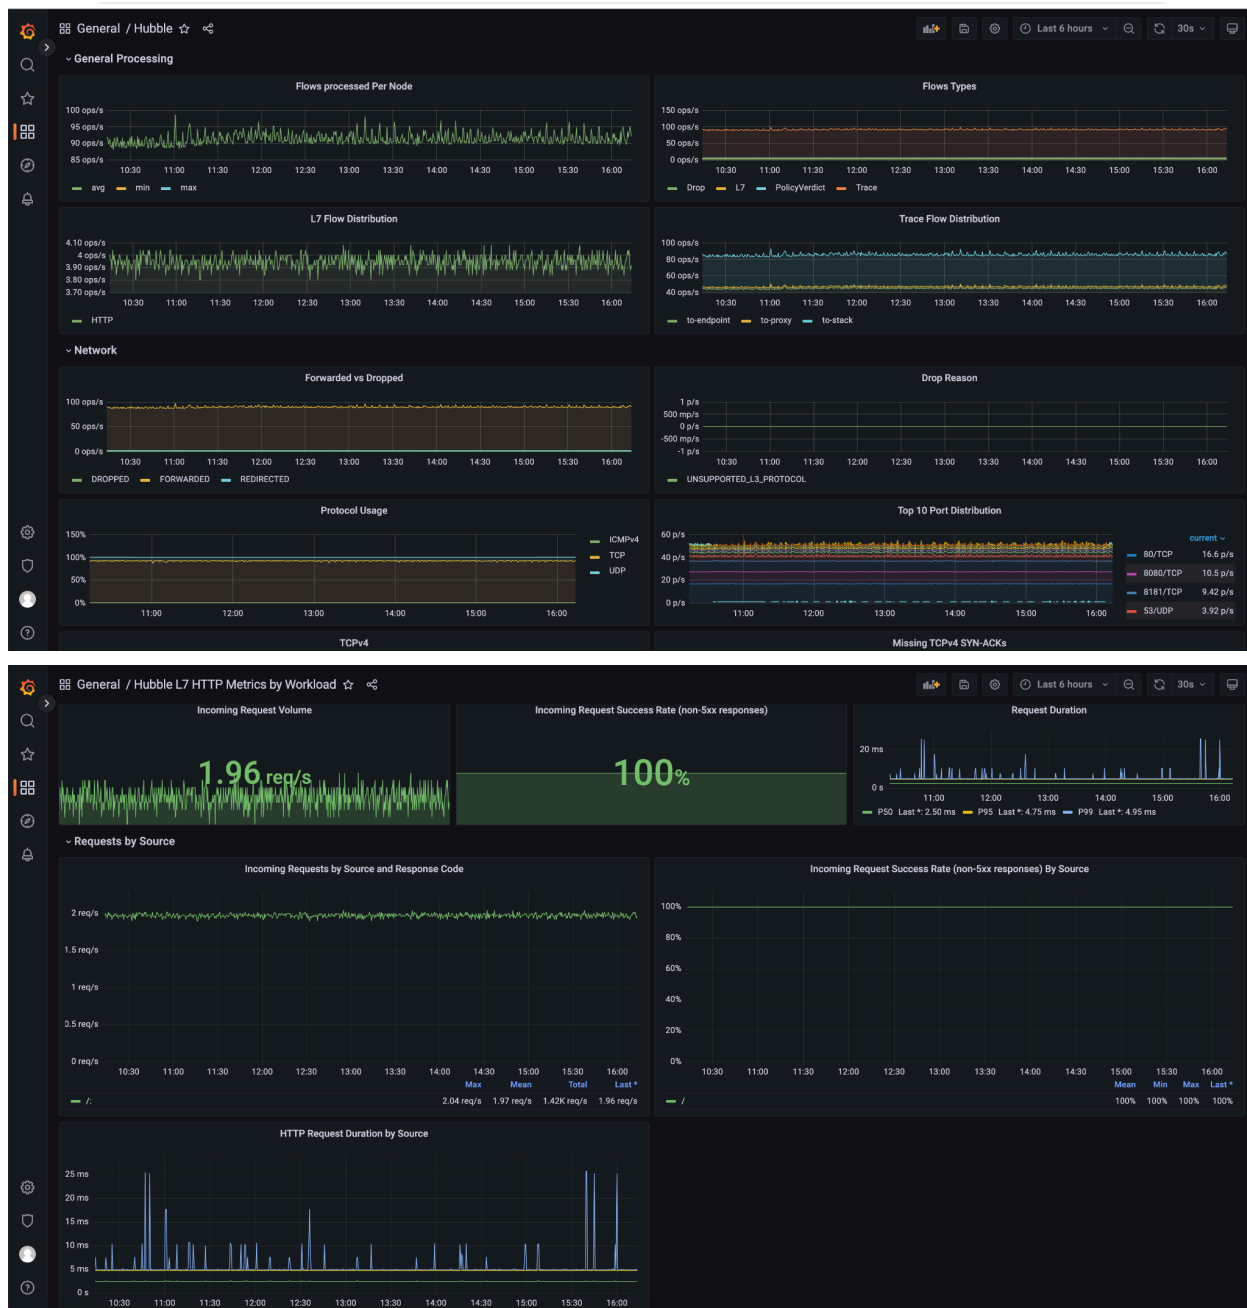 General / Hubble
Last 6 hours
30s
General Processing
Flows processed Per Node
100 ops/s
95 ops/s
90 ops/s
85 ops/s
10:30 11:00 11:30 12:00 12:30 13:00 13:30 14:00 14:30 15:00 15:30 16:00
avg min max
Flows Types
150 ops/s
100 ops/s
50 ops/s
0 ops/s
10:30 11:00 11:30 12:00 12:30 13:00 13:30 14:00 14:30 15:00 15:30 16:00
Drop L7 PolicyVerdict Trace
L7 Flow Distribution
4.10 ops/s
4 ops/s
3.90 ops/s
3.80 ops/s
3.70 ops/s
10:30 11:00 11:30 12:00 12:30 13:00 13:30 14:00 14:30 15:00 15:30 16:00
HTTP
Trace Flow Distribution
100 ops/s
80 ops/s
60 ops/s
40 ops/s
10:30 11:00 11:30 12:00 12:30 13:00 13:30 14:00 14:30 15:00 15:30 16:00
to-endpoint to-proxy to-stack
Network
Forwarded vs Dropped
100 ops/s
50 ops/s
0 ops/s
10:30 11:00 11:30 12:00 12:30 13:00 13:30 14:00 14:30 15:00 15:30 16:00
DROPPED FORWARDED REDIRECTED
Drop Reason
1 p/s
500 mp/s
0 p/s
-500 mp/s
-1 p/s
10:30 11:00 11:30 12:00 12:30 13:00 13:30 14:00 14:30 15:00 15:30 16:00
UNSUPPORTED_L3_PROTOCOL
Protocol Usage
150%
100%
50%
0%
11:00 12:00 13:00 14:00 15:00 16:00
ICMPv4
TCP
UDP
Top 10 Port Distribution
60 p/s
40 p/s
20 p/s
0 p/s
11:00 12:00 13:00 14:00 15:00 16:00
current
80/TCP 16.6 p/s
8080/TCP 10.5 p/s
8181/TCP 9.42 p/s
53/UDP 3.92 p/s
TCPv4
Missing TCPv4 SYN-ACKs
General / Hubble L7 HTTP Metrics by Workload
Last 6 hours
30s
Incoming Request Volume
1.96 req/s
Incoming Request Success Rate (non-5xx responses)
100%
Request Duration
20 ms
0 s
11:00 12:00 13:00 14:00 15:00 16:00
P50 Last *: 2.50 ms P95 Last *: 4.75 ms P99 Last *: 4.95 ms
Requests by Source
Incoming Requests by Source and Response Code
2 req/s
1.5 req/s
1 req/s
0.5 req/s
0 req/s
10:30 11:00 11:30 12:00 12:30 13:00 13:30 14:00 14:30 15:00 15:30 16:00
Max Mean Total Last *
/: 2.04 req/s 1.97 req/s 1.42K req/s 1.96 req/s
Incoming Request Success Rate (non-5xx responses) By Source
100%
80%
60%
40%
20%
0%
10:30 11:00 11:30 12:00 12:30 13:00 13:30 14:00 14:30 15:00 15:30 16:00
Mean Min Max Last *
/ 100% 100% 100% 100%
HTTP Request Duration by Source
25 ms
20 ms
15 ms
10 ms
5 ms
0 s
10:30 11:00 11:30 12:00 12:30 13:00 13:30 14:00 14:30 15:00 15:30 16:00